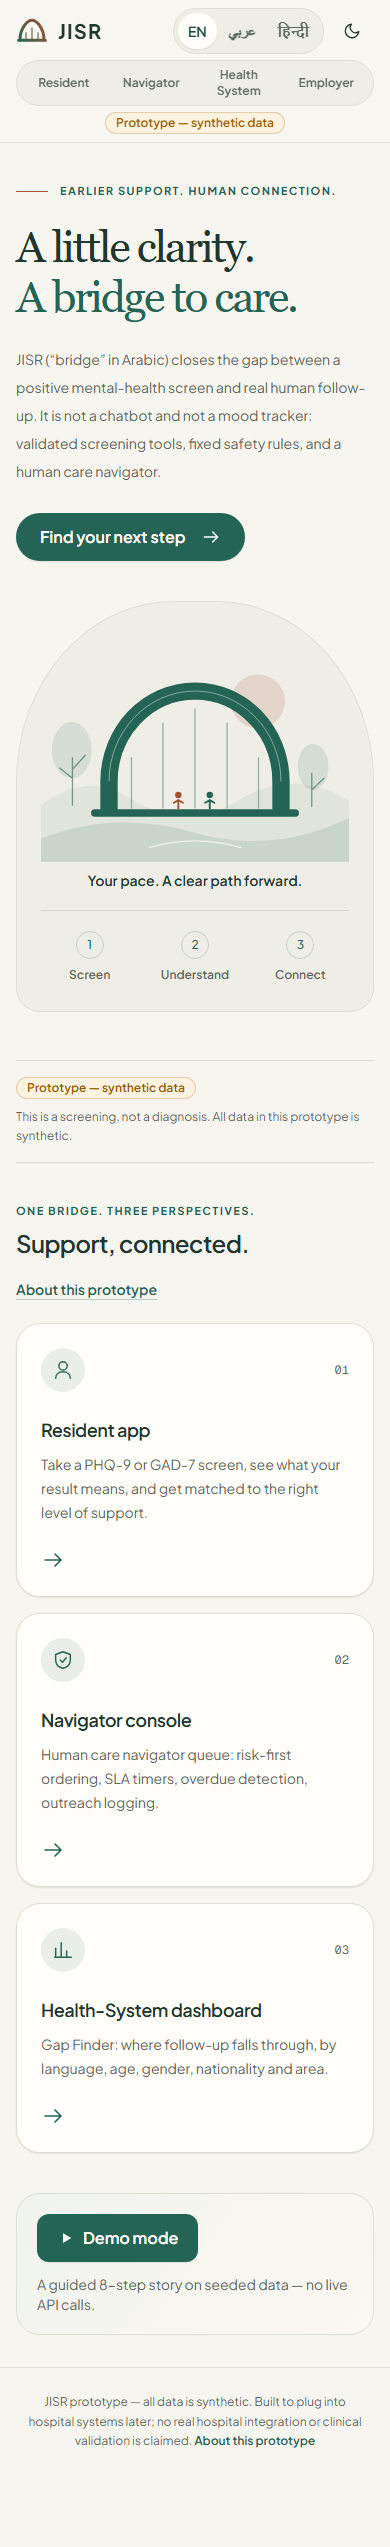 JISR
EN عربي हिन्दी
Resident Navigator Health System Employer
Prototype — synthetic data
EARLIER SUPPORT. HUMAN CONNECTION.
A little clarity.
A bridge to care.
JISR (“bridge” in Arabic) closes the gap between a
positive mental-health screen and real human follow-
up. It is not a chatbot and not a mood tracker:
validated screening tools, fixed safety rules, and a
human care navigator.
Find your next step →
Your pace. A clear path forward.
1 2 3
Screen Understand Connect
Prototype — synthetic data
This is a screening, not a diagnosis. All data in this prototype is
synthetic.
ONE BRIDGE. THREE PERSPECTIVES.
Support, connected.
About this prototype
01
Resident app
Take a PHQ-9 or GAD-7 screen, see what your
result means, and get matched to the right
level of support.
→
02
Navigator console
Human care navigator queue: risk-first
ordering, SLA timers, overdue detection,
outreach logging.
→
03
Health-System dashboard
Gap Finder: where follow-up falls through, by
language, age, gender, nationality and area.
→
Demo mode
A guided 8-step story on seeded data — no live
API calls.
JISR prototype — all data is synthetic. Built to plug into
hospital systems later; no real hospital integration or clinical
validation is claimed. About this prototype